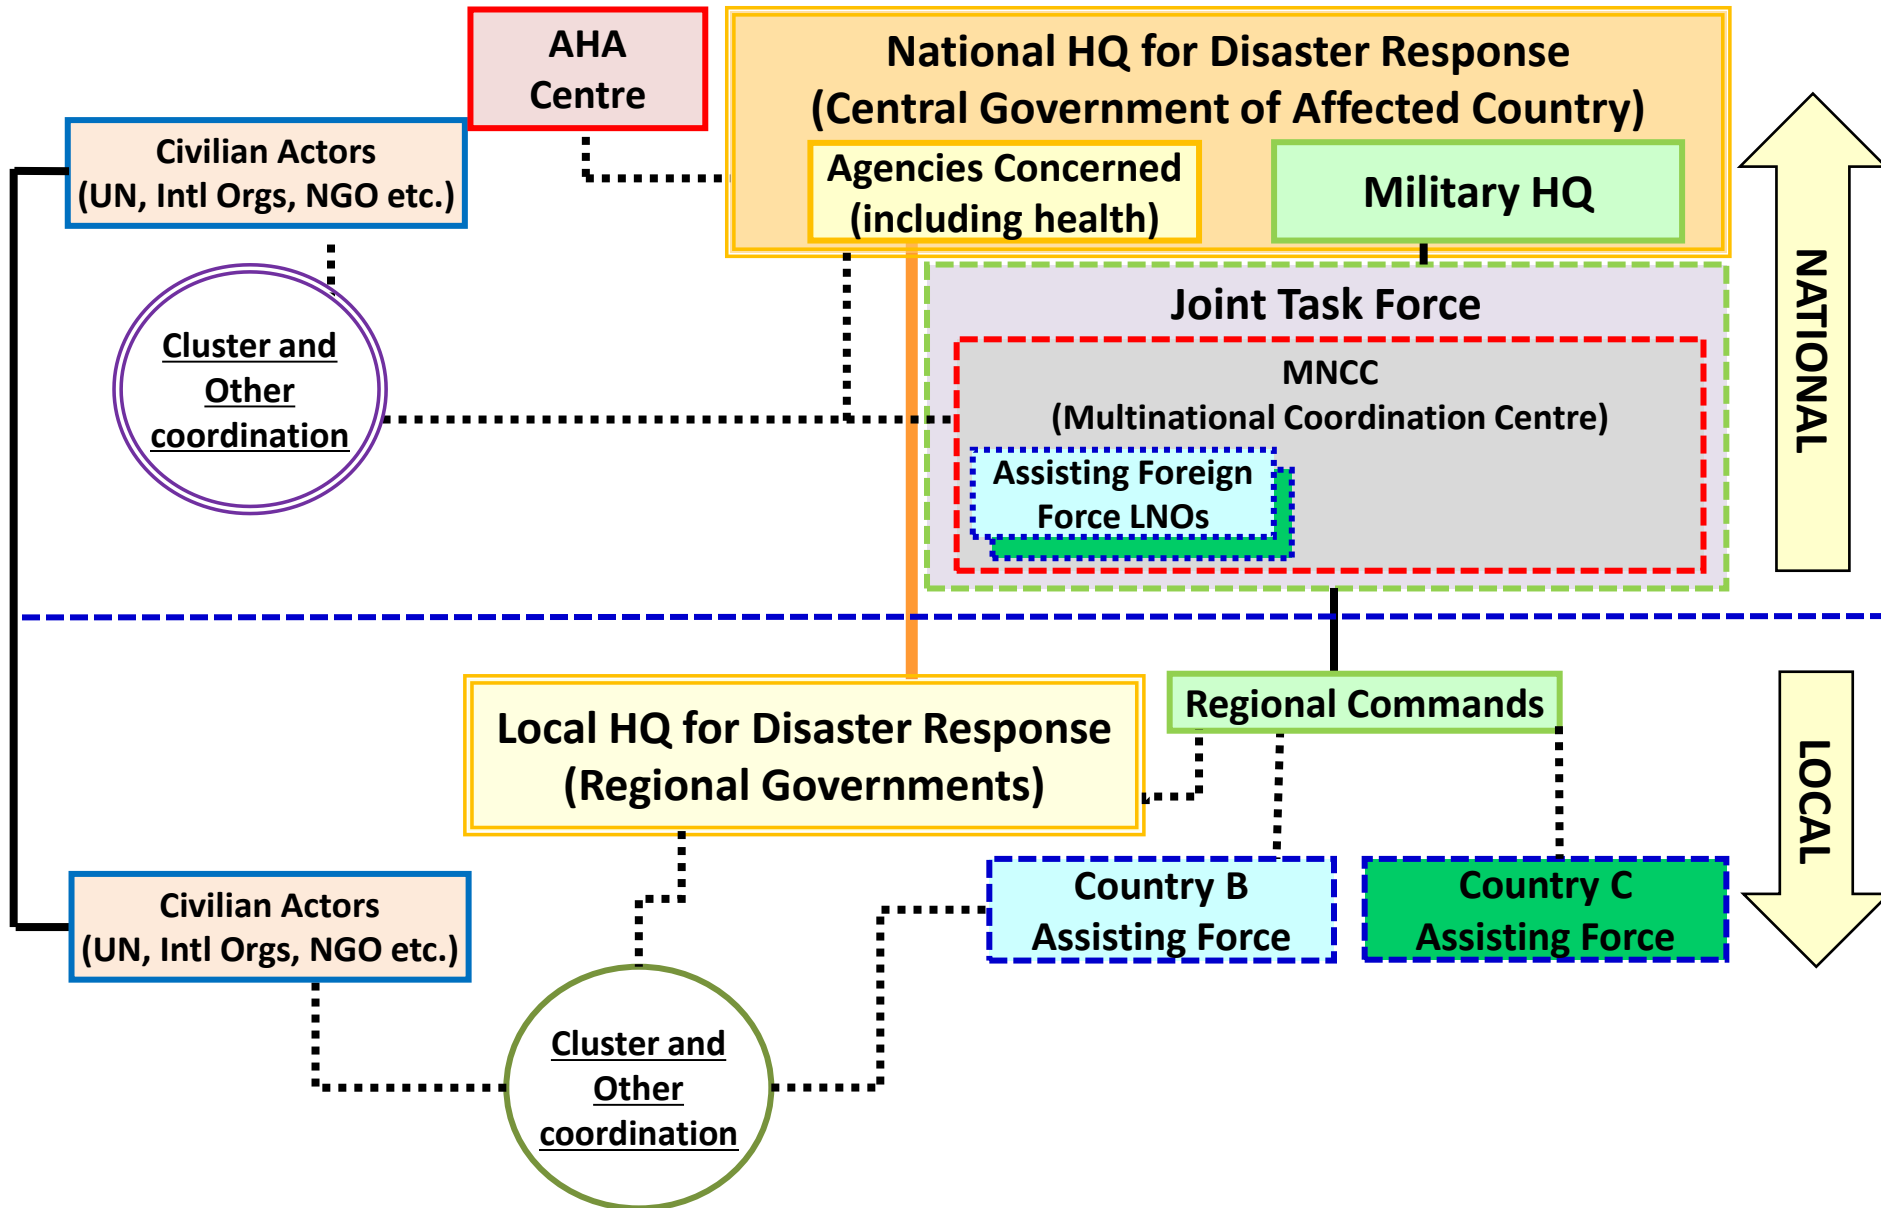 AHA
Centre
National HQ for Disaster Response
(Central Government of Affected Country)
Civilian Actors
(UN, Intl Orgs, NGO etc.)
Agencies Concerned
(including health)
Military HQ
NATIONAL
Joint Task Force
Cluster and
Other
coordination
MNCC
(Multinational Coordination Centre)
Assisting Foreign
Force LNOs
Regional Commands
Local HQ for Disaster Response
(Regional Governments)
LOCAL
Civilian Actors
(UN, Intl Orgs, NGO etc.)
Country B
Assisting Force
Country C
Assisting Force
Cluster and
Other
coordination